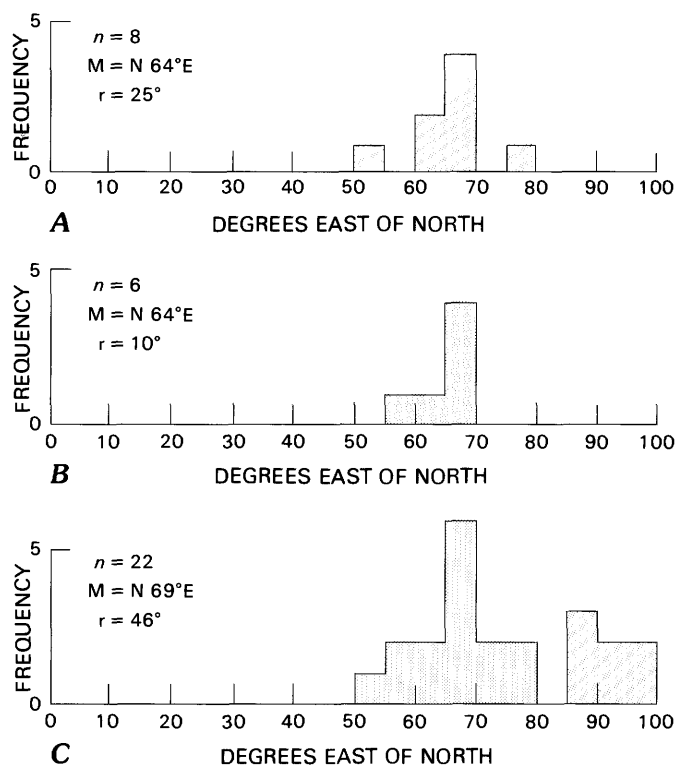 5
n = 8
M = N 64°E
r = 25°
FREQUENCY
0
0 10 20 30 40 50 60 70 80 90 100
A DEGREES EAST OF NORTH
5
n = 6
M = N 64°E
r = 10°
FREQUENCY
0
0 10 20 30 40 50 60 70 80 90 100
B DEGREES EAST OF NORTH
5
n = 22
M = N 69°E
r = 46°
FREQUENCY
0
0 10 20 30 40 50 60 70 80 90 100
C DEGREES EAST OF NORTH